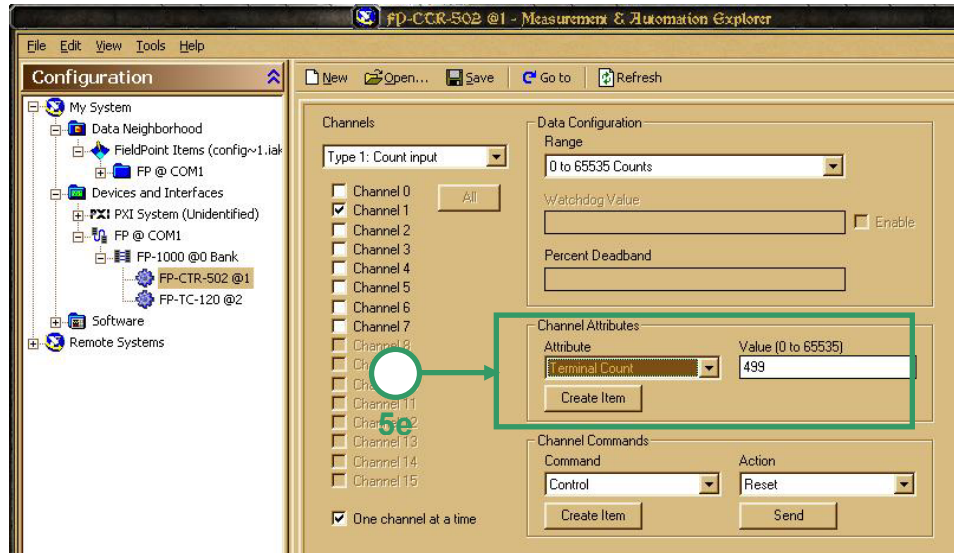 FP-CCR-502 @1 - Measurement & Automation Explorer
File Edit View Tools Help
Configuration
New Open... Save Go to Refresh
My System
Data Neighborhood
FieldPoint Items (config~1.iak
FP @ COM1
Devices and Interfaces
PXI PXI System (Unidentified)
FP @ COM1
FP-1000 @0 Bank
FP-CTR-502 @1
FP-TC-120 @2
Software
Remote Systems
Channels
Type 1: Count input
All
Channel 0
Channel 1
Channel 2
Channel 3
Channel 4
Channel 5
Channel 6
Channel 7
Channel 8
Channel 11
Channel 13
Channel 14
Channel 15
One channel at a time
5e
Data Configuration
Range
0 to 65535 Counts
Watchdog Value
Enable
Percent Deadband
Channel Attributes
Attribute
Value (0 to 65535)
Terminal Count
499
Create Item
Channel Commands
Command
Action
Control
Reset
Create Item
Send